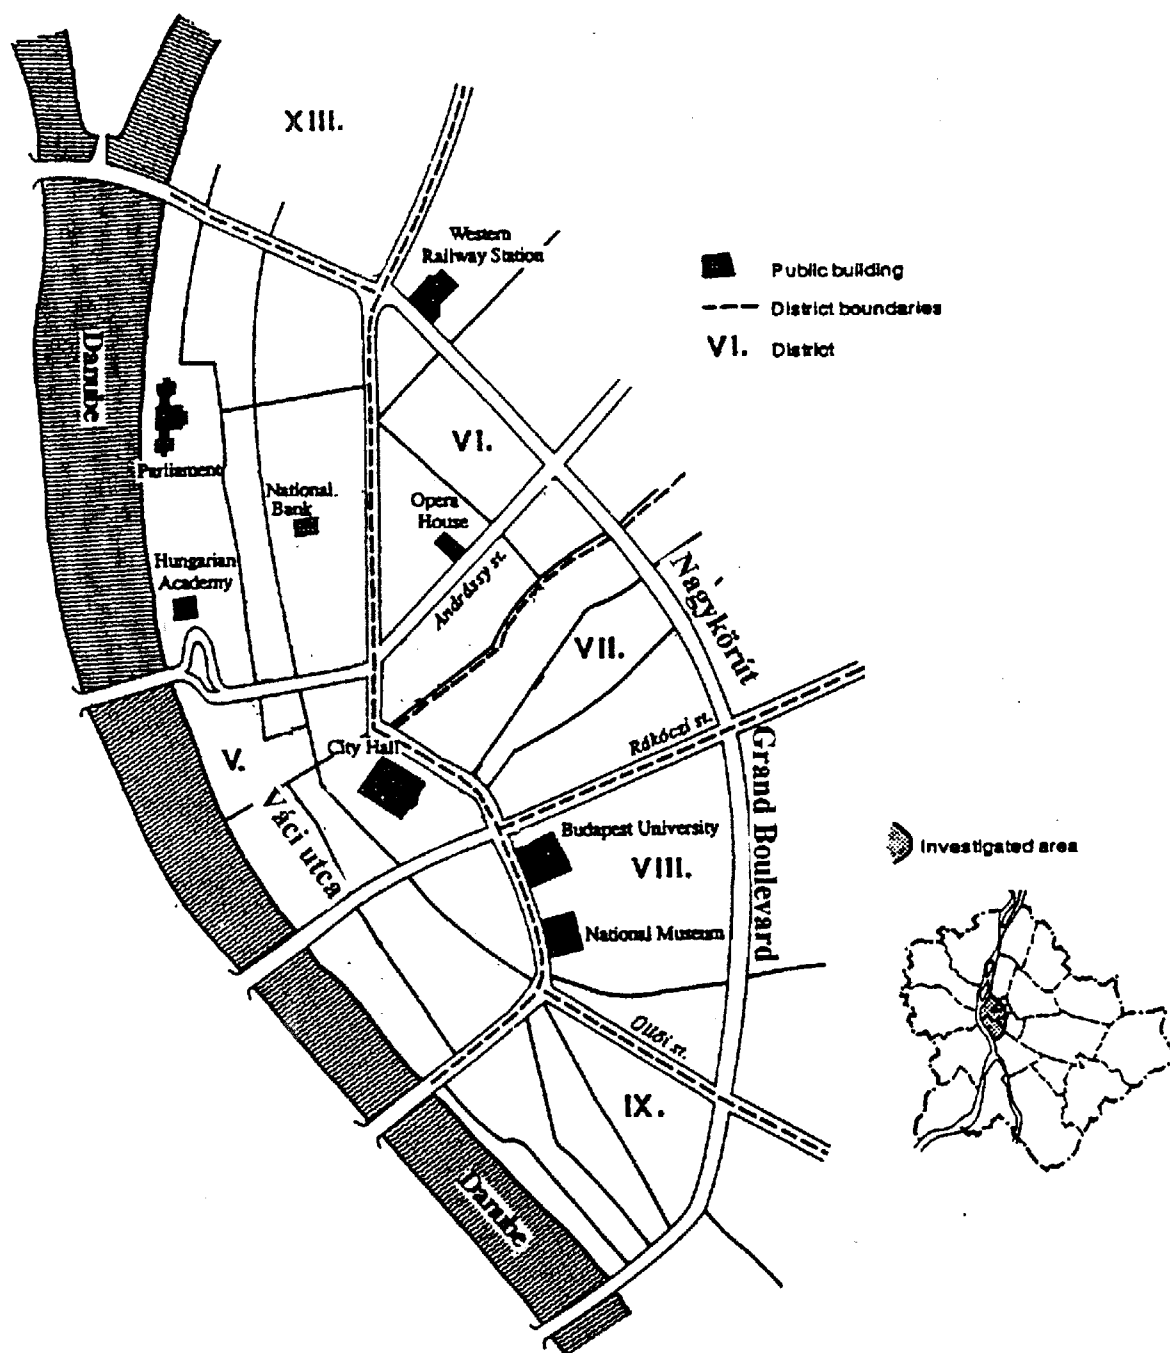 XIII.
Western
Railway Station
Public building
District boundaries
VI. District
Danube
Parliament
VI.
National
Bank
Opera
House
Hungarian
Academy
Andrássy st.
Nagykőrút
VII.
City Hall
V.
Váci utca
Rákóczi st.
Grand Boulevard
Budapest University
VIII.
National Museum
Investigated area
Üllői st.
IX.
Danube